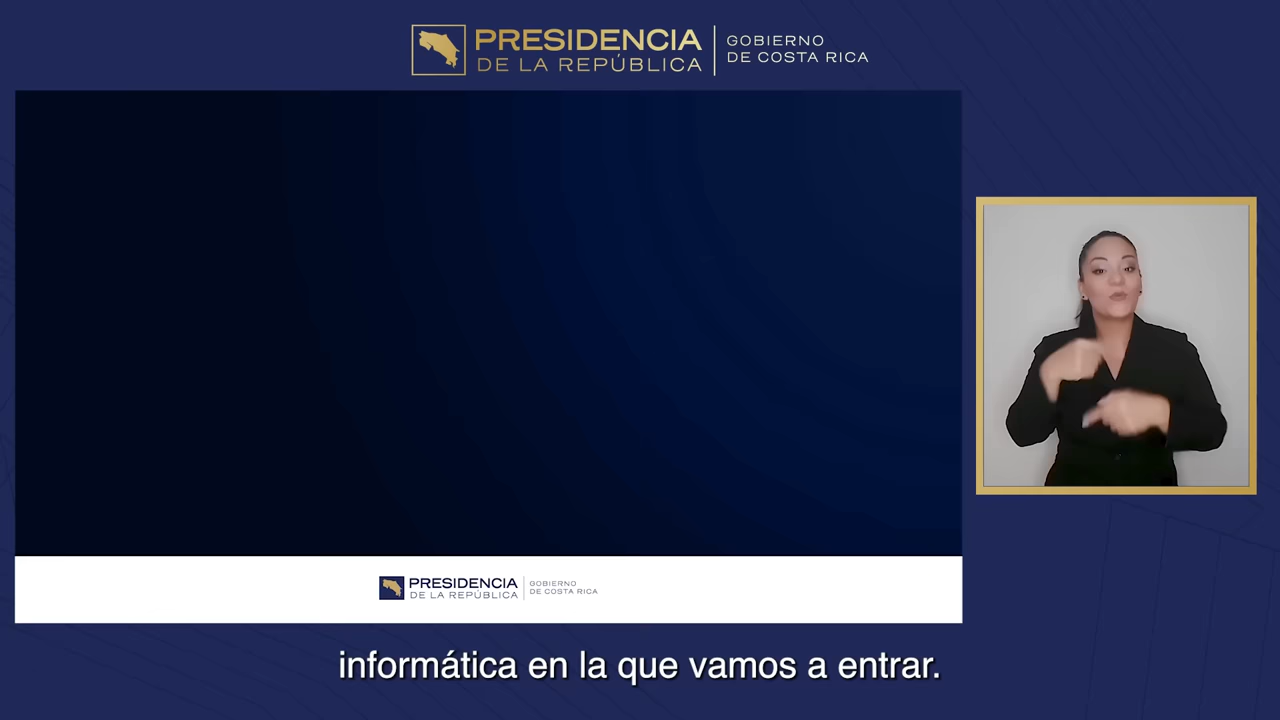 PRESIDENCIA
DE LA REPÚBLICA
GOBIERNO
DE COSTA RICA
PRESIDENCIA
DE LA REPÚBLICA
GOBIERNO
DE COSTA RICA
informática en la que vamos a entrar.